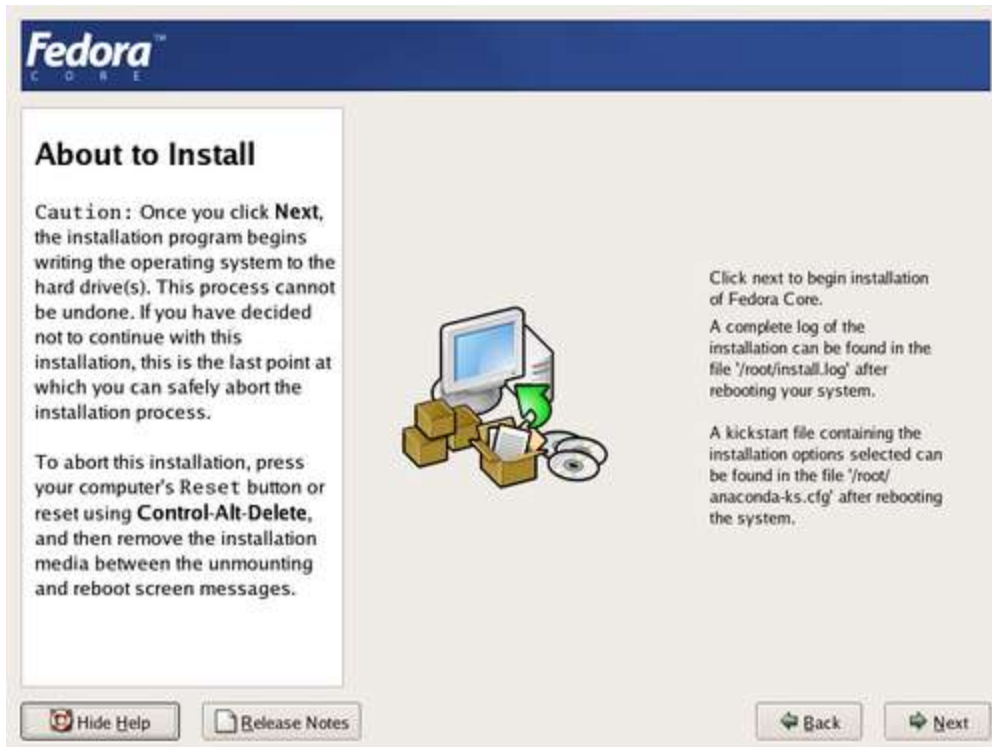 Fedora™
CORE
About to Install
Caution: Once you click Next,
the installation program begins
writing the operating system to the
hard drive(s). This process cannot
be undone. If you have decided
not to continue with this
installation, this is the last point at
which you can safely abort the
installation process.
To abort this installation, press
your computer's Reset button or
reset using Control-Alt-Delete,
and then remove the installation
media between the unmounting
and reboot screen messages.
Click next to begin installation
of Fedora Core.
A complete log of the
installation can be found in the
file '/root/install.log' after
rebooting your system.
A kickstart file containing the
installation options selected can
be found in the file '/root/
anaconda-ks.cfg' after rebooting
the system.
Hide Help
Release Notes
Back
Next